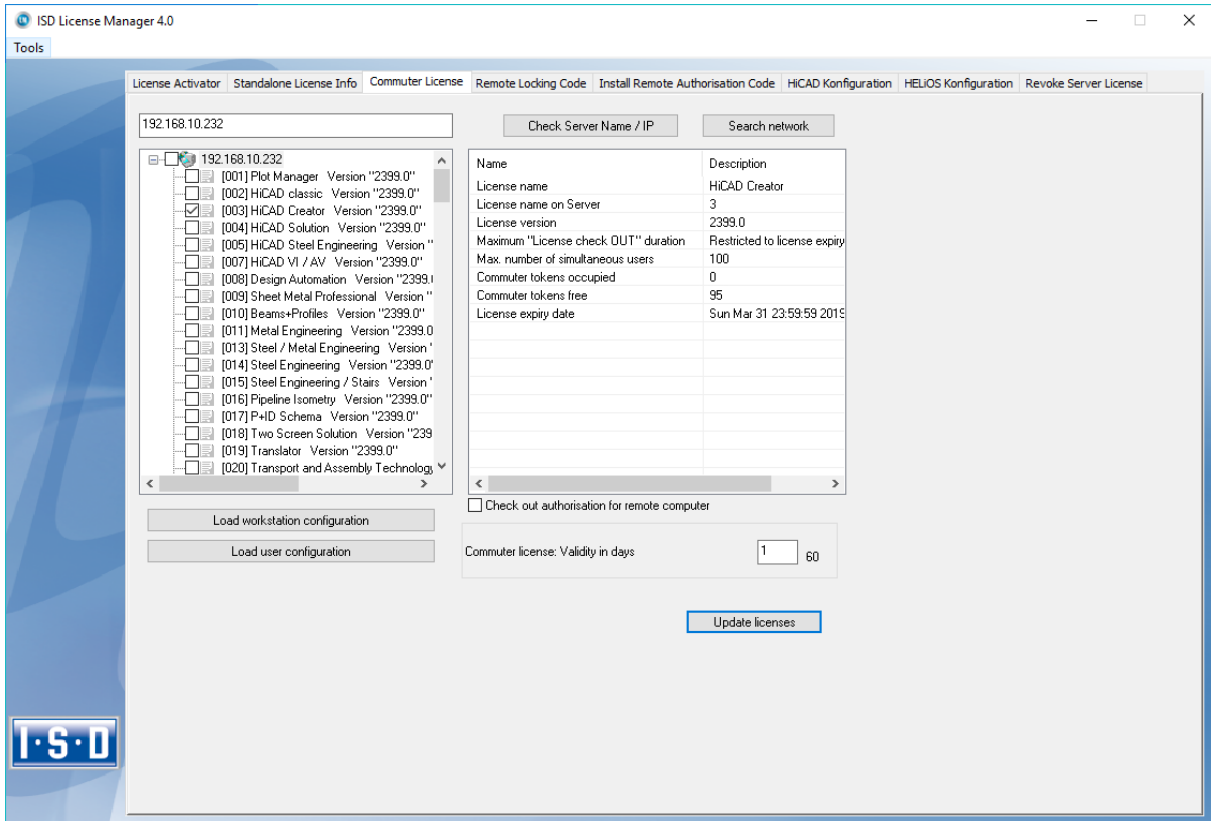 ISD License Manager 4.0
Tools
License Activator
Standalone License Info
Commuter License
Remote Locking Code
Install Remote Authorisation Code
HiCAD Konfiguration
HELiOS Konfiguration
Revoke Server License
192.168.10.232
Check Server Name / IP
Search network
192.168.10.232
[001] Plot Manager Version "2399.0"
[002] HiCAD classic Version "2399.0"
[003] HiCAD Creator Version "2399.0"
[004] HiCAD Solution Version "2399.0"
[005] HiCAD Steel Engineering Version "
[007] HiCAD VI / AV Version "2399.0"
[008] Design Automation Version "2399.
[009] Sheet Metal Professional Version "
[010] Beams+Profiles Version "2399.0"
[011] Metal Engineering Version "2399.0
[013] Steel / Metal Engineering Version "
[014] Steel Engineering Version "2399.0"
[015] Steel Engineering / Stairs Version "
[016] Pipeline Isometry Version "2399.0"
[017] P+ID Schema Version "2399.0"
[018] Two Screen Solution Version "239
[019] Translator Version "2399.0"
[020] Transport and Assembly Technology
Name Description
License name HiCAD Creator
License name on Server 3
License version 2399.0
Maximum "License check OUT" duration Restricted to license expiry
Max. number of simultaneous users 100
Commuter tokens occupied 0
Commuter tokens free 95
License expiry date Sun Mar 31 23:59:59 2019
Check out authorisation for remote computer
Load workstation configuration
Load user configuration
Commuter license: Validity in days 1 60
Update licenses
I·S·D